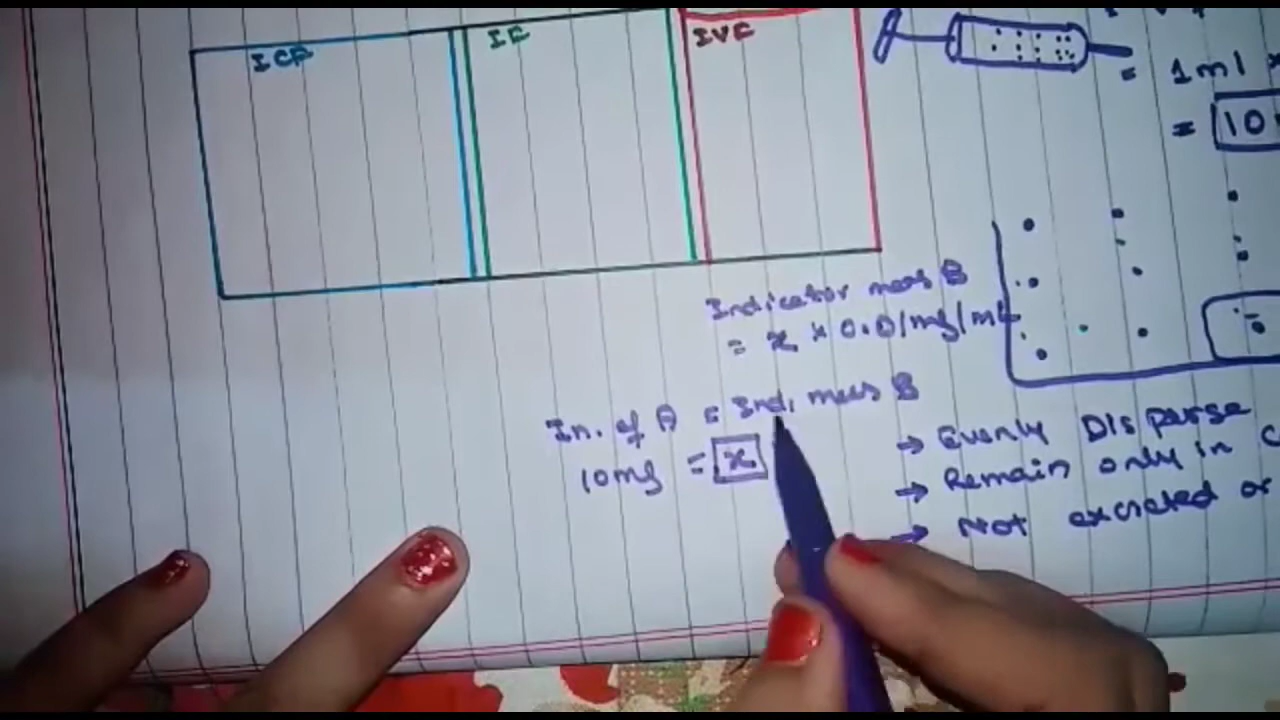 ICF
IF
IVF
= 1ml ×
= 10
Indicator mass B
= x × 0.01mg/mL
In. of A = Ind. mass B
10mg = x
→ Evenly Disparse
→ Remain only in C
→ Not excreted or